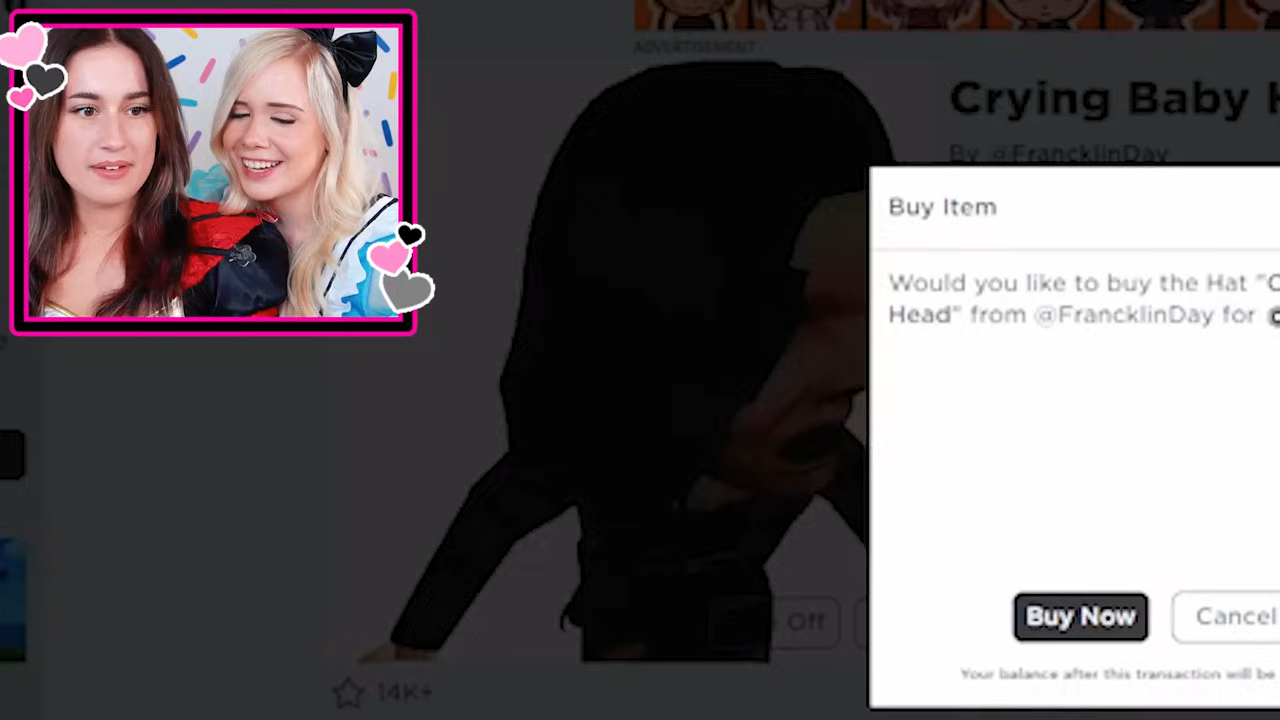 ADVERTISEMENT
Crying Baby
By @FrancklinDay
Buy Item
Would you like to buy the Hat "C
Head" from @FrancklinDay for
Off
Buy Now
Cancel
Your balance after this transaction will be
14K+